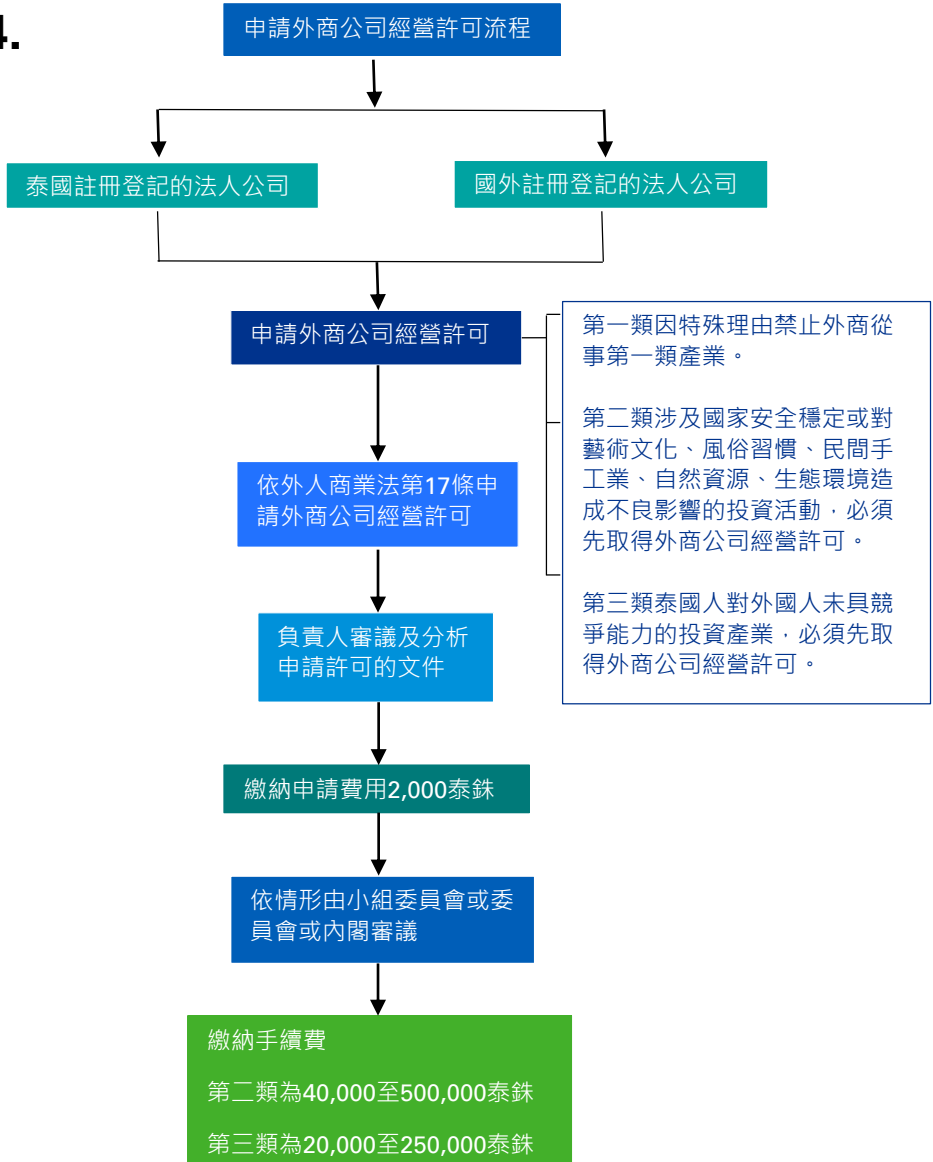 4.
申請外商公司經營許可流程
泰國註冊登記的法人公司
國外註冊登記的法人公司
申請外商公司經營許可
第一類因特殊理由禁止外商從
事第一類產業。
第二類涉及國家安全穩定或對
藝術文化、風俗習慣、民間手
工業、自然資源、生態環境造
成不良影響的投資活動，必須
先取得外商公司經營許可。
第三類泰國人對外國人未具競
爭能力的投資產業，必須先取
得外商公司經營許可。
依外人商業法第17條申
請外商公司經營許可
負責人審議及分析
申請許可的文件
繳納申請費用2,000泰銖
依情形由小組委員會或委
員會或內閣審議
繳納手續費
第二類為40,000至500,000泰銖
第三類為20,000至250,000泰銖